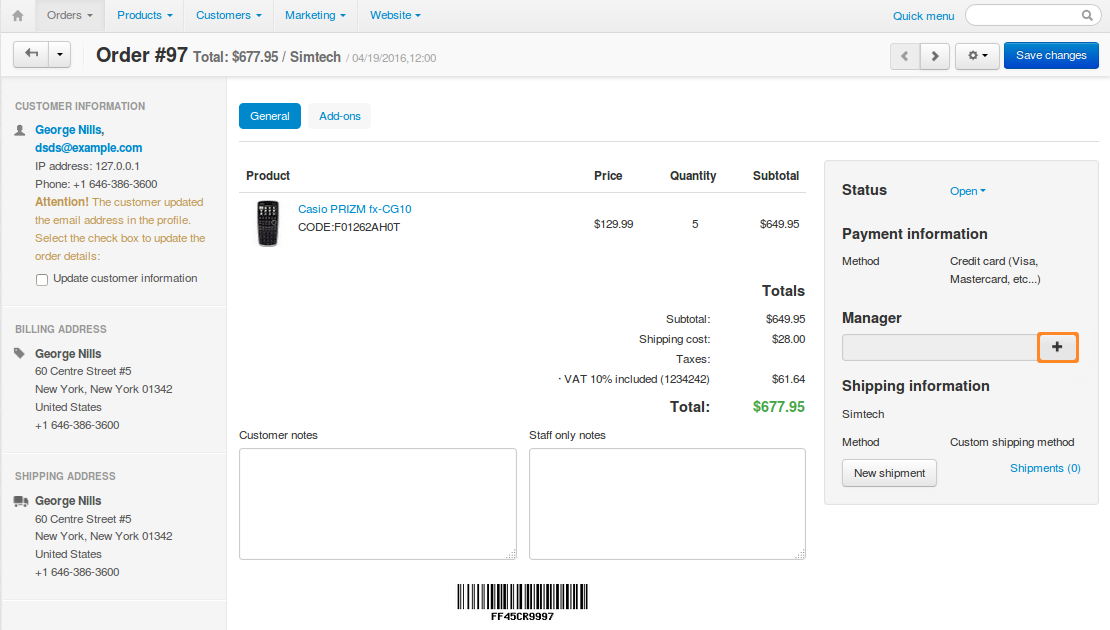 Orders Products Customers Marketing Website Quick menu
Order #97 Total: $677.95 / Simtech / 04/19/2016,12:00 Save changes
CUSTOMER INFORMATION
George Nills,
dsds@example.com
IP address: 127.0.0.1
Phone: +1 646-386-3600
Attention! The customer updated
the email address in the profile.
Select the check box to update the
order details:
Update customer information
BILLING ADDRESS
George Nills
60 Centre Street #5
New York, New York 01342
United States
+1 646-386-3600
SHIPPING ADDRESS
George Nills
60 Centre Street #5
New York, New York 01342
United States
+1 646-386-3600
General Add-ons
Product Price Quantity Subtotal
Casio PRIZM fx-CG10
CODE:F01262AH0T
$129.99 5 $649.95
Totals
Subtotal: $649.95
Shipping cost: $28.00
Taxes:
· VAT 10% included (1234242) $61.64
Total: $677.95
Customer notes Staff only notes
FF45CR9997
Status Open
Payment information
Method Credit card (Visa,
Mastercard, etc...)
Manager
+
Shipping information
Simtech
Method Custom shipping method
New shipment Shipments (0)